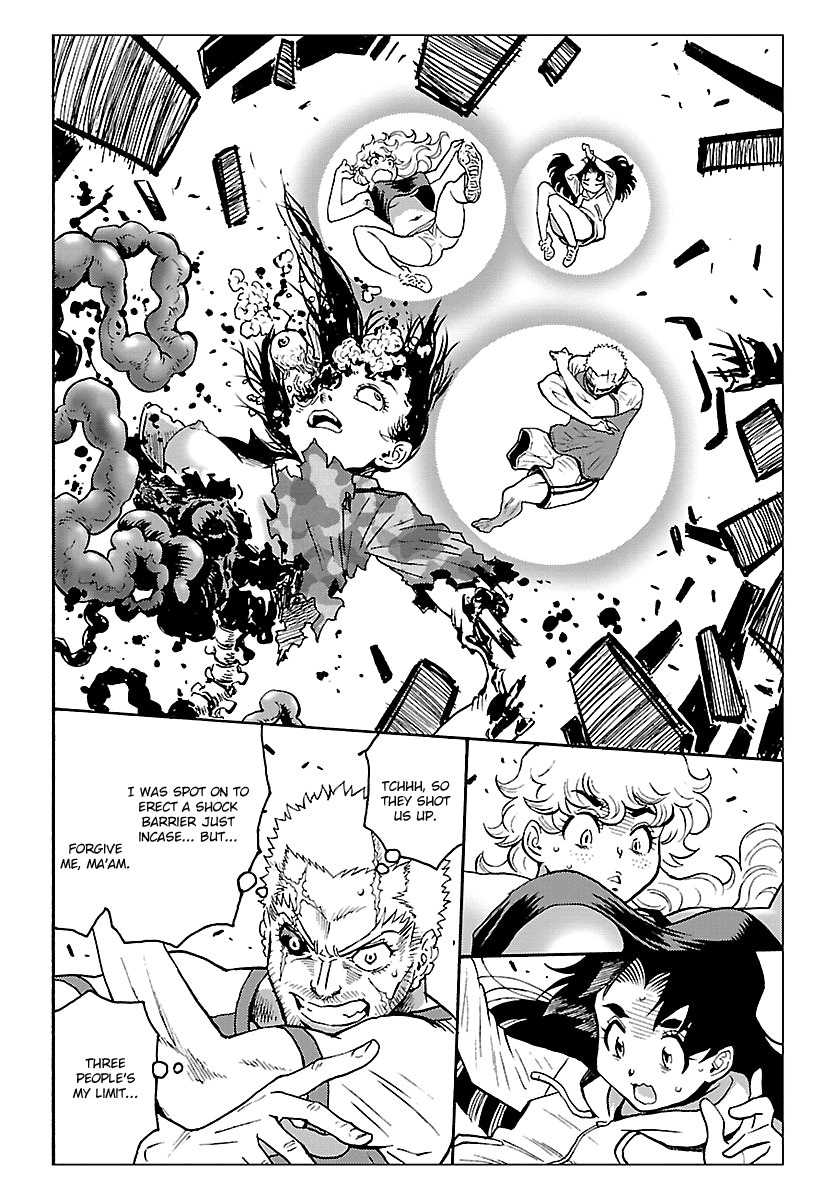 TCHHH, SO
THEY SHOT
US UP.
I WAS SPOT ON TO
ERECT A SHOCK
BARRIER JUST
INCASE... BUT...
FORGIVE
ME, MA'AM.
THREE
PEOPLE'S
MY LIMIT...